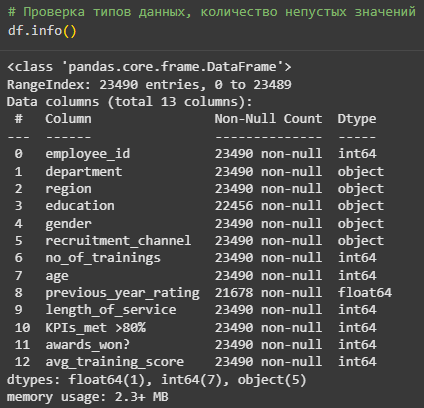 # Проверка типов данных, количество непустых значений
df.info()
<class 'pandas.core.frame.DataFrame'>
RangeIndex: 23490 entries, 0 to 23489
Data columns (total 13 columns):
 #   Column                Non-Null Count  Dtype
---  ------                --------------  -----
 0   employee_id           23490 non-null  int64
 1   department            23490 non-null  object
 2   region                23490 non-null  object
 3   education             22456 non-null  object
 4   gender                23490 non-null  object
 5   recruitment_channel   23490 non-null  object
 6   no_of_trainings       23490 non-null  int64
 7   age                   23490 non-null  int64
 8   previous_year_rating  21678 non-null  float64
 9   length_of_service     23490 non-null  int64
 10  KPIs_met >80%         23490 non-null  int64
 11  awards_won?           23490 non-null  int64
 12  avg_training_score    23490 non-null  int64
dtypes: float64(1), int64(7), object(5)
memory usage: 2.3+ MB